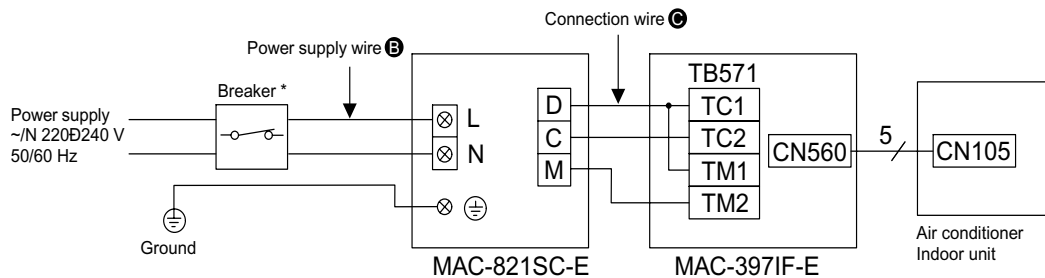 Connection wire C
Power supply wire B
Breaker *
Power supply
~/N 220Ð240 V
50/60 Hz
L
N
Ground
D
C
M
MAC-821SC-E
TB571
TC1
TC2
TM1
TM2
CN560
MAC-397IF-E
5
CN105
Air conditioner
Indoor unit